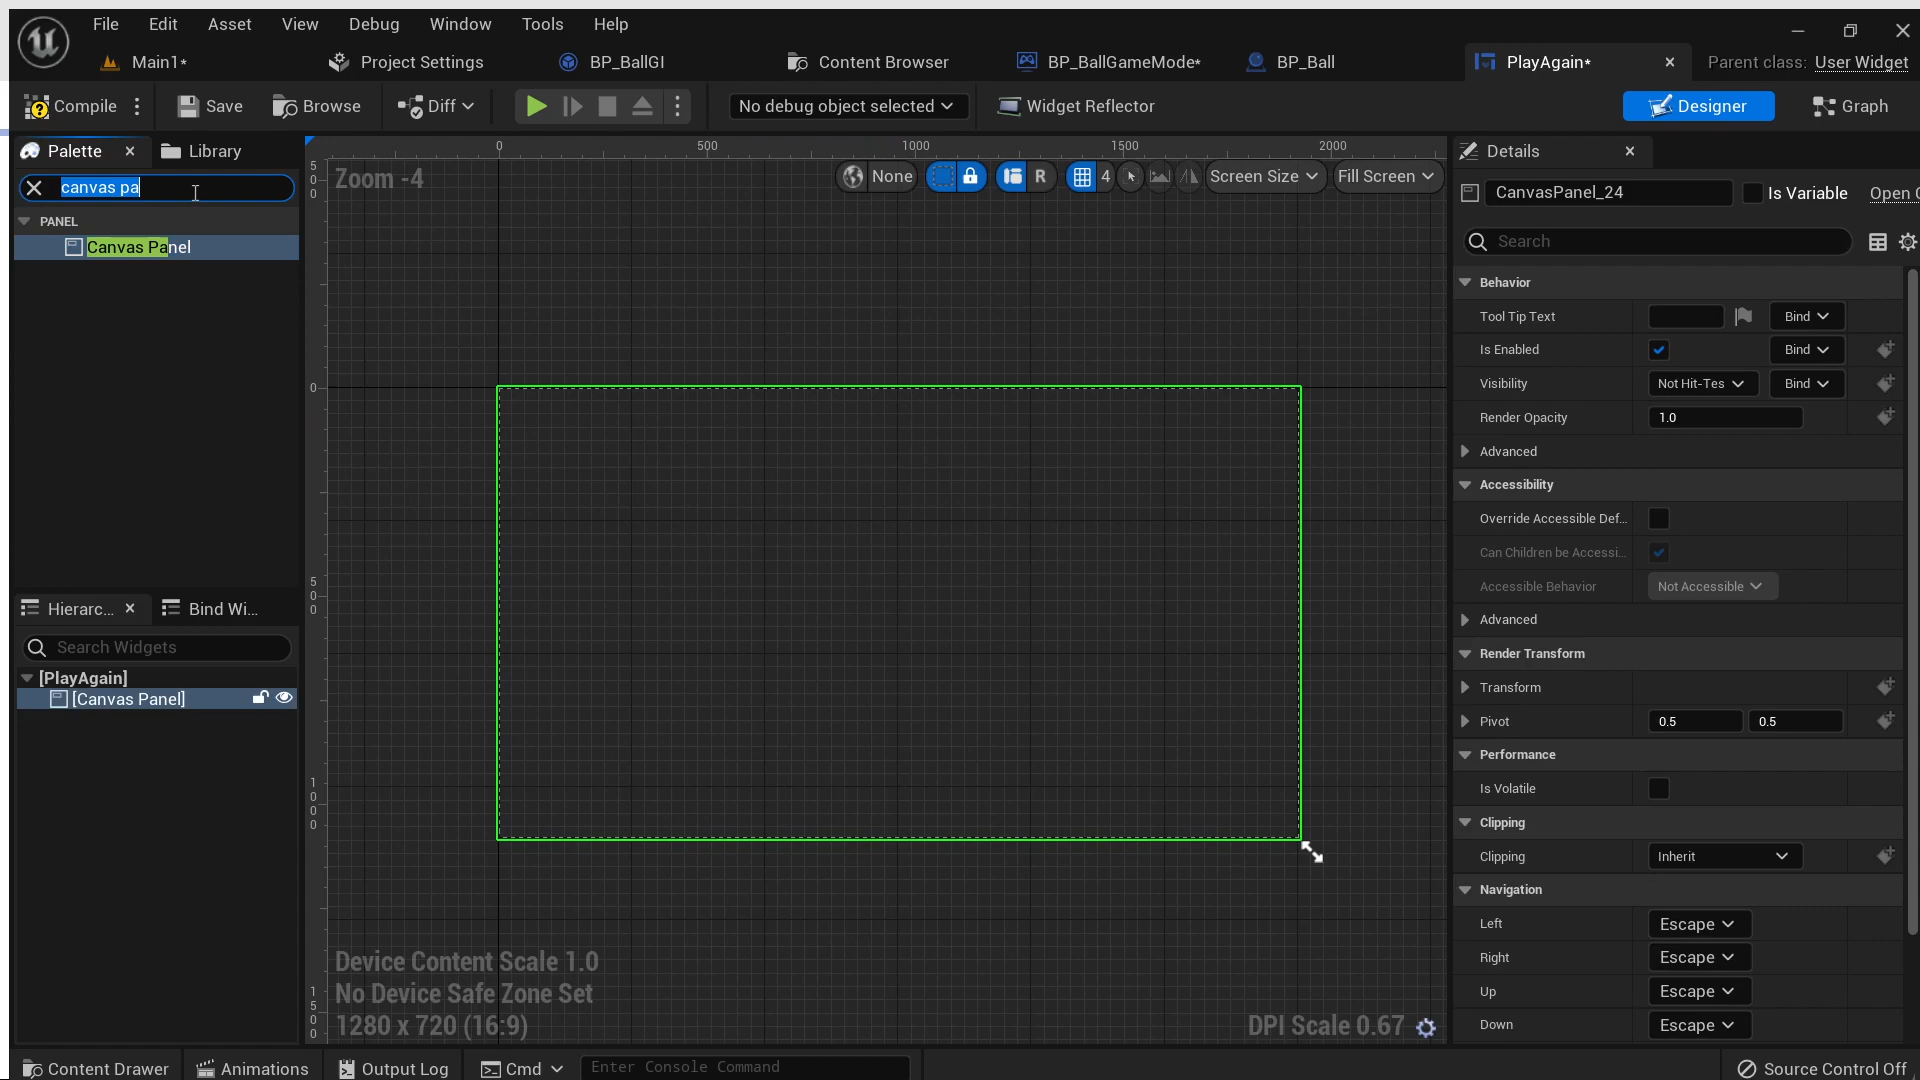 File Edit Asset View Debug Window Tools Help
Main1* Project Settings BP_BallGI Content Browser BP_BallGameMode* BP_Ball PlayAgain* Parent class: User Widget
Compile Save Browse Diff No debug object selected Widget Reflector Designer Graph
Palette Library
canvas pa
PANEL
Canvas Panel
Hierarc... Bind Wi...
Search Widgets
[PlayAgain]
[Canvas Panel]
0 500 1000 1500 2000
Zoom -4 None R 4 Screen Size Fill Screen
500
0
500
1000
1500
Device Content Scale 1.0
No Device Safe Zone Set
1280 x 720 (16:9)
DPI Scale 0.67
Details
CanvasPanel_24 Is Variable Open
Search
Behavior
Tool Tip Text Bind
Is Enabled Bind
Visibility Not Hit-Tes Bind
Render Opacity 1.0
Advanced
Accessibility
Override Accessible Def...
Can Children be Accessi...
Accessible Behavior Not Accessible
Advanced
Render Transform
Transform
Pivot 0.5 0.5
Performance
Is Volatile
Clipping
Clipping Inherit
Navigation
Left Escape
Right Escape
Up Escape
Down Escape
Content Drawer Animations Output Log Cmd Enter Console Command Source Control Off